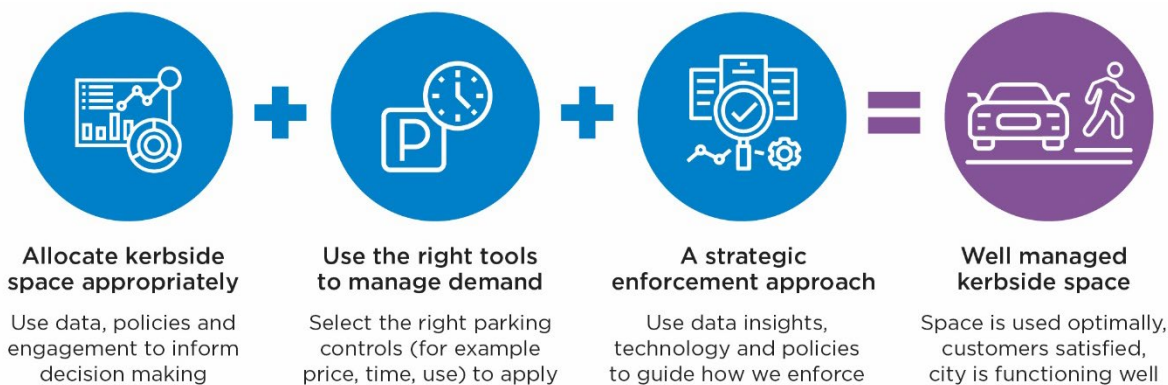 P
Allocate kerbside
space appropriately
Use data, policies and
engagement to inform
decision making
Use the right tools
to manage demand
Select the right parking
controls (for example
price, time, use) to apply
A strategic
enforcement approach
Use data insights,
technology and policies
to guide how we enforce
Well managed
kerbside space
Space is used optimally,
customers satisfied,
city is functioning well